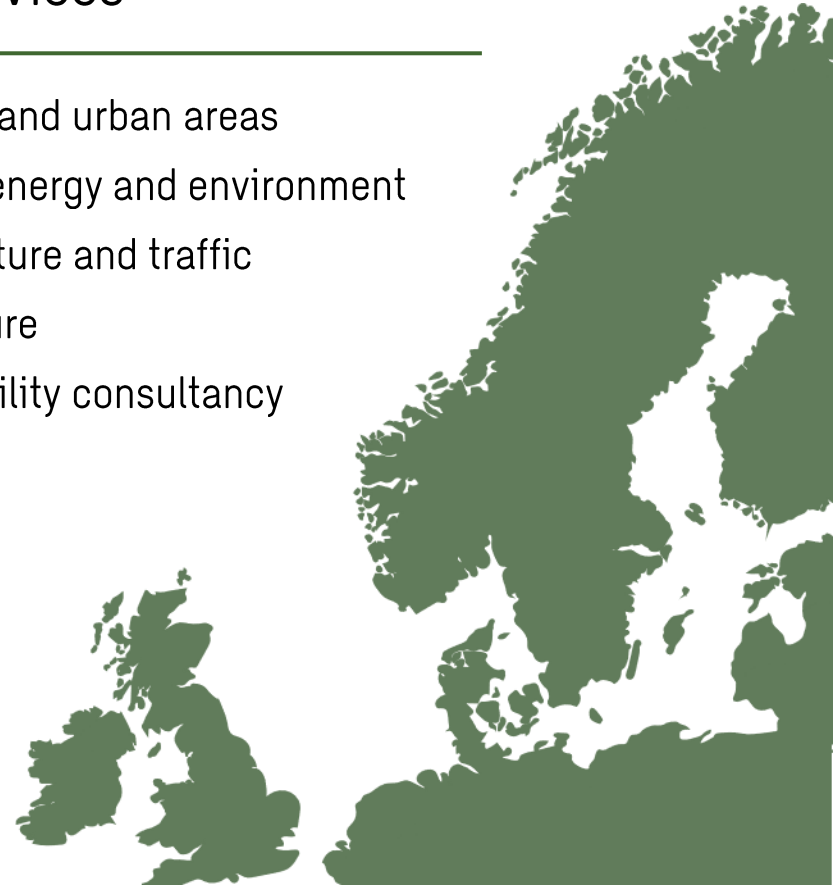 and urban areas
energy and environment
ture and traffic
ure
ility consultancy